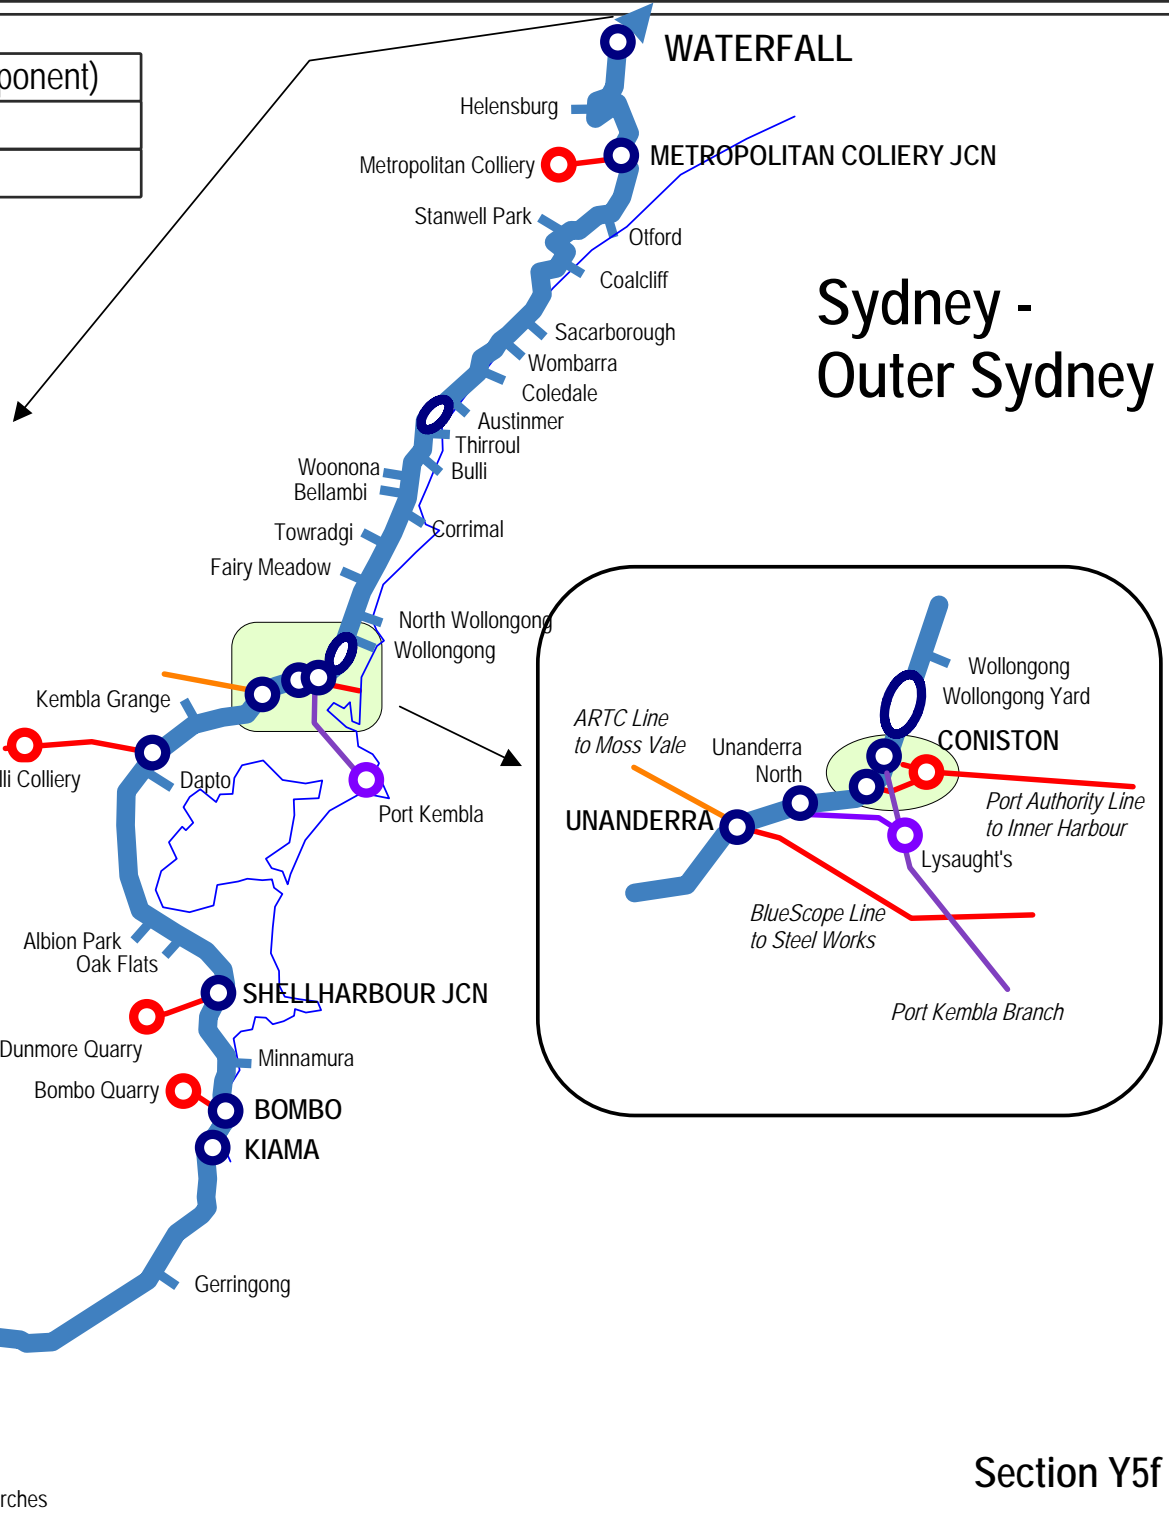 WATERFALL
ponent)
Helensburg
METROPOLITAN COLIERY JCN
Metropolitan Colliery
Stanwell Park
Otford
Coalcliff
Sydney -
Outer Sydney
Sacarborough
Wombarra
Coledale
Austinmer
Thirroul
Woonona
Bulli
Bellambi
Corrimal
Towradgi
Fairy Meadow
North Wollongong
Wollongong
Kembla Grange
lli Colliery
Dapto
Port Kembla
Wollongong
Wollongong Yard
ARTC Line
to Moss Vale
Unanderra
North
CONISTON
Port Authority Line
to Inner Harbour
UNANDERRA
Lysaught's
BlueScope Line
to Steel Works
Port Kembla Branch
Albion Park
Oak Flats
SHELLHARBOUR JCN
Dunmore Quarry
Minnamura
Bombo Quarry
BOMBO
KIAMA
Gerringong
Section Y5f
rches